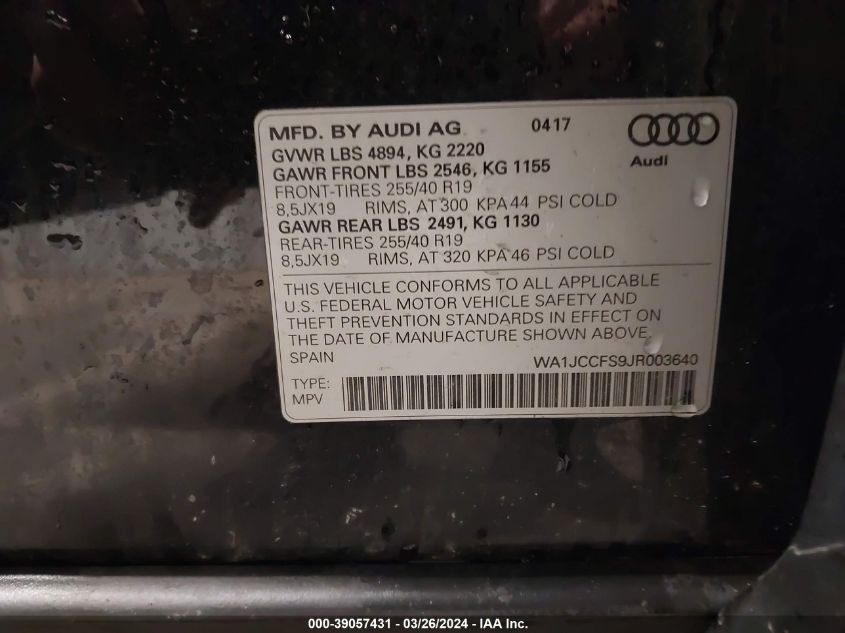 MFD. BY AUDI AG 0417
Audi
GVWR LBS 4894, KG 2220
GAWR FRONT LBS 2546, KG 1155
FRONT-TIRES 255/40 R19
8,5JX19 RIMS, AT 300 KPA 44 PSI COLD
GAWR REAR LBS 2491, KG 1130
REAR-TIRES 255/40 R19
8,5JX19 RIMS, AT 320 KPA 46 PSI COLD
THIS VEHICLE CONFORMS TO ALL APPLICABLE
U.S. FEDERAL MOTOR VEHICLE SAFETY AND
THEFT PREVENTION STANDARDS IN EFFECT ON
THE DATE OF MANUFACTURE SHOWN ABOVE.
SPAIN WA1JCCFS9JR003640
TYPE:
MPV
000-39057431 - 03/26/2024 - IAA Inc.